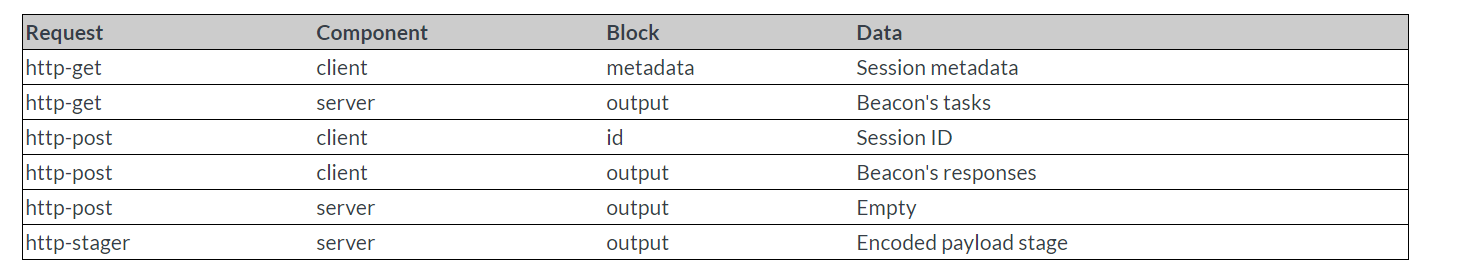 Request Component Block Data
http-get client metadata Session metadata
http-get server output Beacon's tasks
http-post client id Session ID
http-post client output Beacon's responses
http-post server output Empty
http-stager server output Encoded payload stage